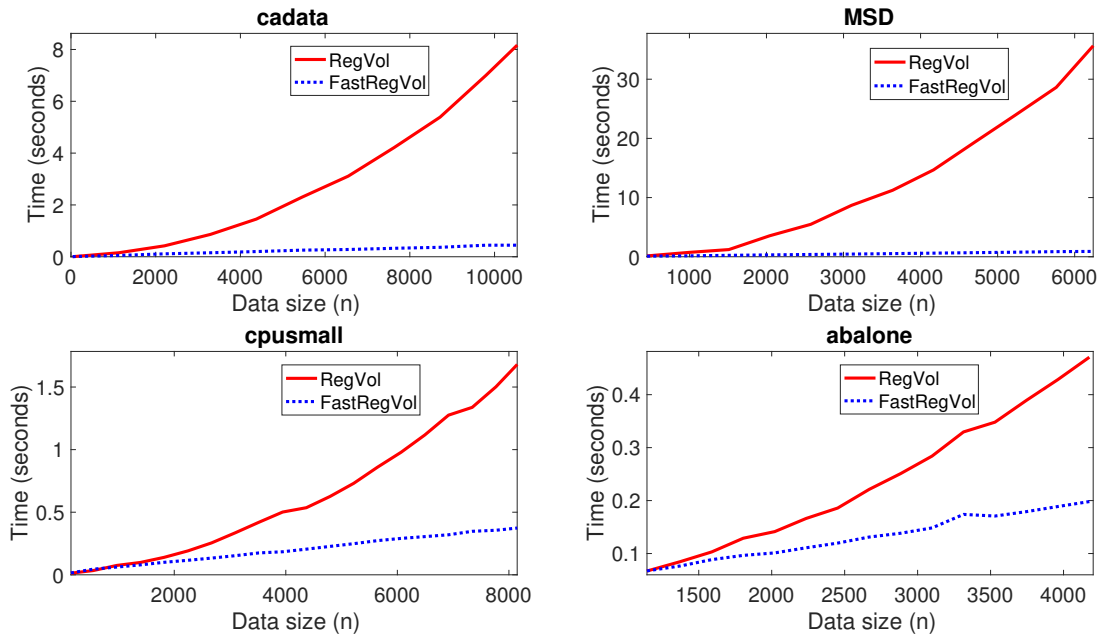 cadata
Time (seconds)
8
6
4
2
0
RegVol
FastRegVol
0 2000 4000 6000 8000 10000
Data size (n)
MSD
Time (seconds)
30
20
10
0
RegVol
FastRegVol
1000 2000 3000 4000 5000 6000
Data size (n)
cpusmall
Time (seconds)
1.5
1
0.5
0
RegVol
FastRegVol
2000 4000 6000 8000
Data size (n)
abalone
Time (seconds)
0.4
0.3
0.2
0.1
RegVol
FastRegVol
1500 2000 2500 3000 3500 4000
Data size (n)